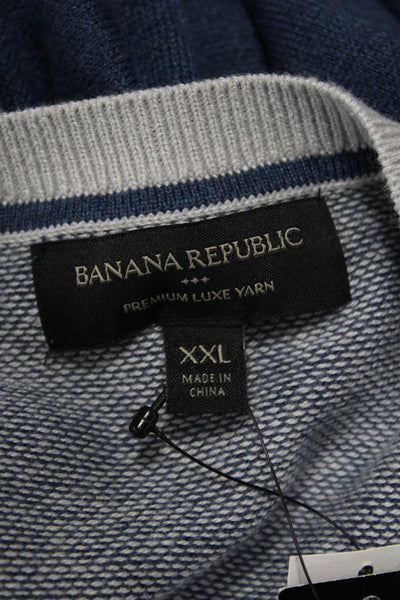 BANANA REPUBLIC
PREMIUM LUXE YARN
XXL
MADE IN
CHINA